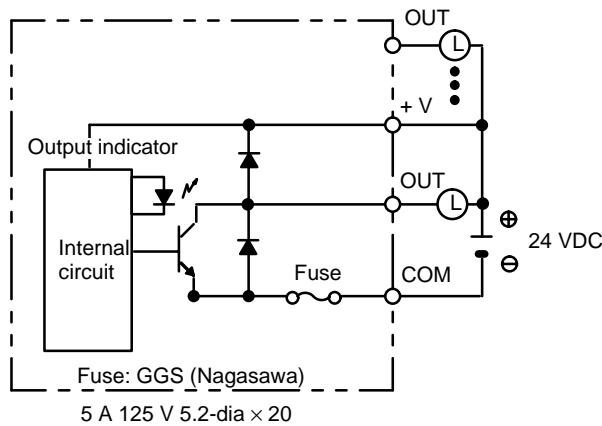 OUT
L
+ V
Output indicator
OUT
L
⊕
24 VDC
Internal
circuit
Fuse
COM
⊖
Fuse: GGS (Nagasawa)
5 A 125 V 5.2-dia × 20